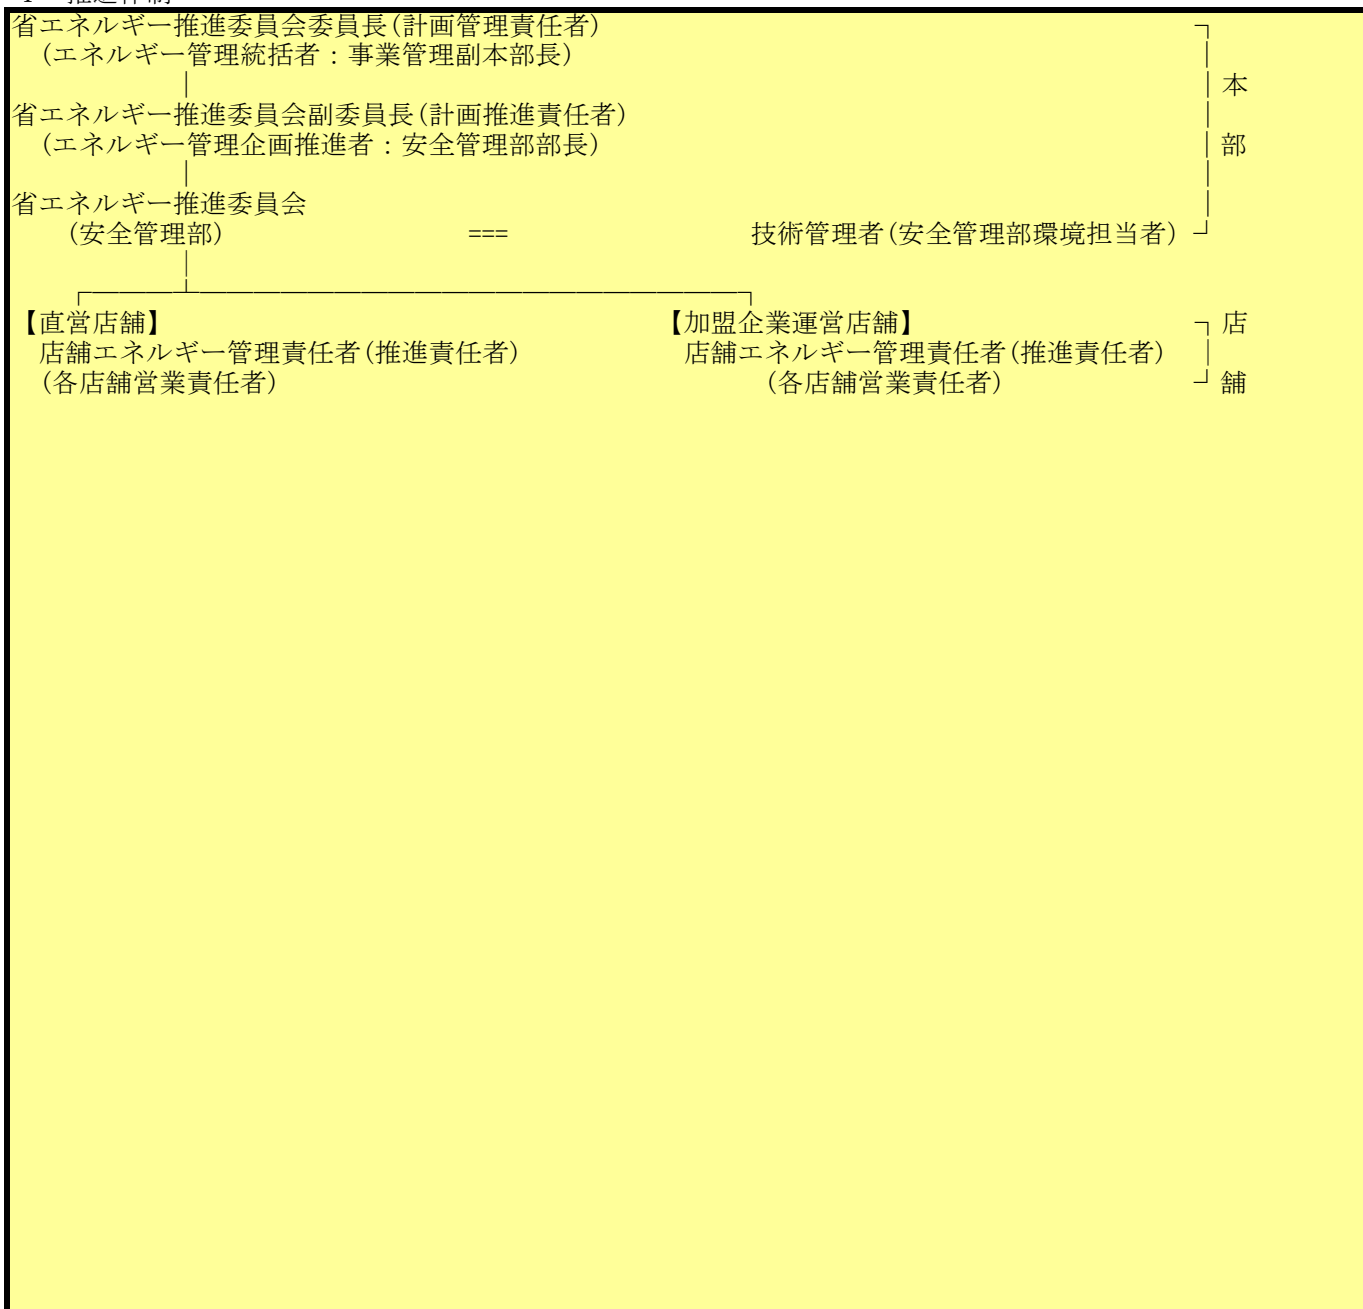 省エネルギー推進委員会委員長(計画管理責任者)
(エネルギー管理統括者：事業管理副本部長)
本
省エネルギー推進委員会副委員長(計画推進責任者)
(エネルギー管理企画推進者：安全管理部部長) 部
省エネルギー推進委員会
(安全管理部) === 技術管理者(安全管理部環境担当者)
【直営店舗】 【加盟企業運営店舗】 店
店舗エネルギー管理責任者(推進責任者) 店舗エネルギー管理責任者(推進責任者)
(各店舗営業責任者) (各店舗営業責任者) 舗